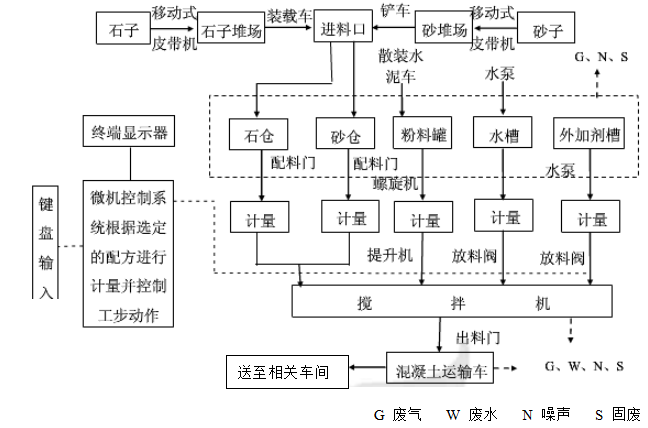 移动式
装载车
铲车
移动式
石子
石子堆场
进料口
砂堆场
砂子
皮带机
皮带机
G、N、S
散装水
泥车
水泵
终端显示器
石仓
砂仓
粉料罐
水槽
外加剂槽
配料门
配料门
水泵
螺旋机
键
盘
输
入
微机控制系
统根据选定
的配方进行
计量并控制
工步动作
计量
计量
计量
计量
计量
提升机
放料阀
放料阀
搅 拌 机
出料门
送至相关车间
混凝土运输车
G、W、N、S
G 废气 W 废水 N 噪声 S 固废